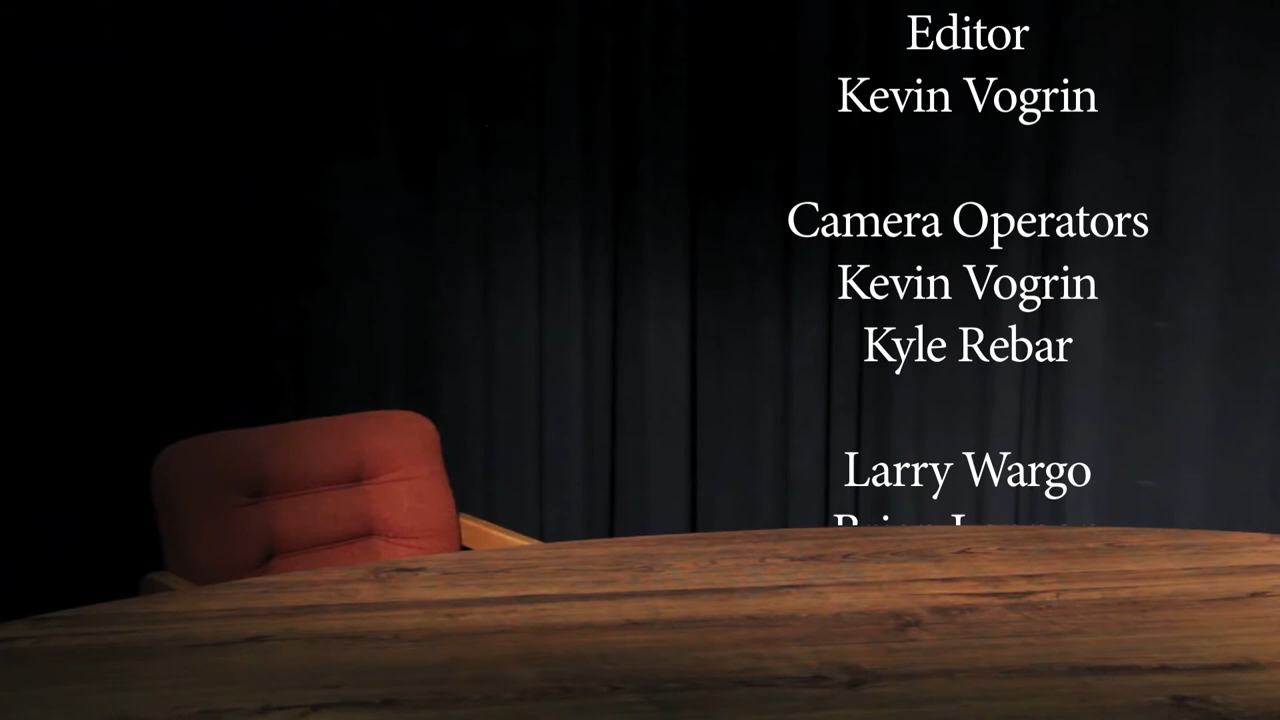 Editor
Kevin Vogrin
Camera Operators
Kevin Vogrin
Kyle Rebar
Larry Wargo